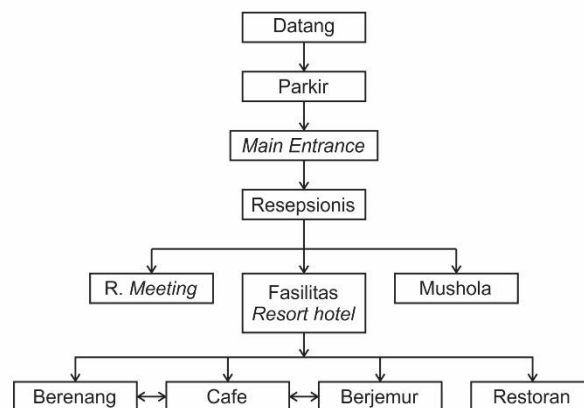 Datang
Parkir
Main Entrance
Resepsionis
R. Meeting
Fasilitas
Resort hotel
Mushola
Berenang
Cafe
Berjemur
Restoran